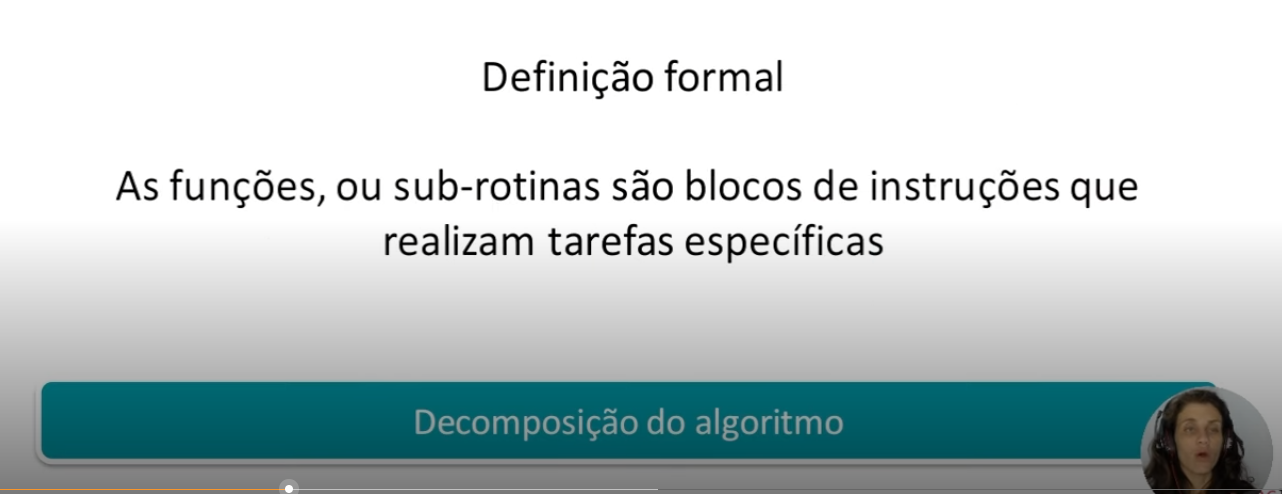 Definição formal
As funções, ou sub-rotinas são blocos de instruções que
realizam tarefas específicas
Decomposição do algoritmo